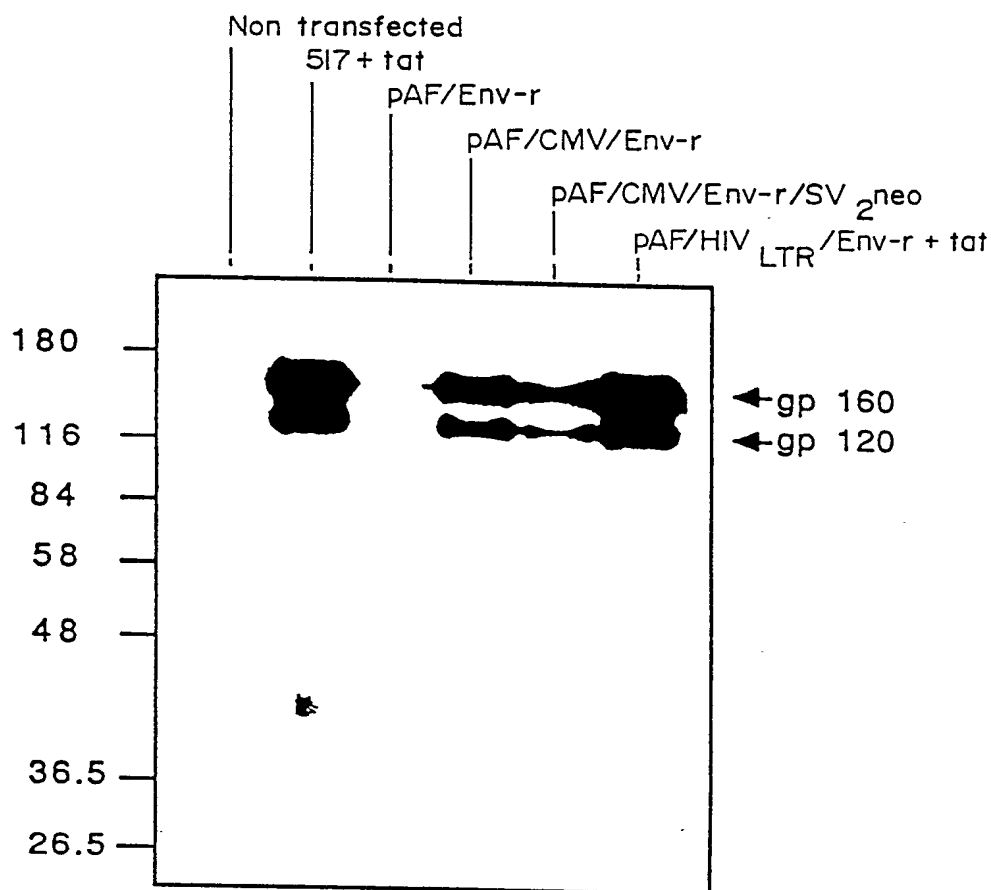 Non transfected
517 + tat
pAF/Env-r
pAF/CMV/Env-r
pAF/CMV/Env-r/SV 2neo
pAF/HIV LTR/Env-r + tat
180
116
84
58
48
36.5
26.5
gp 160
gp 120